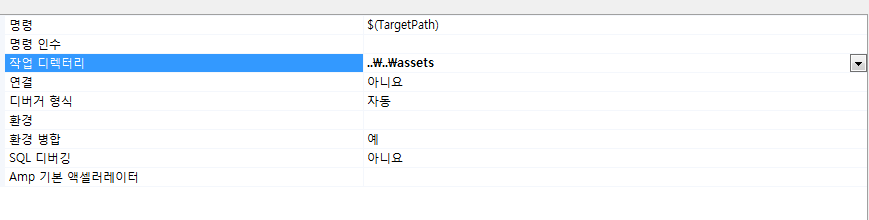 명령 $(TargetPath)
명령 인수
작업 디렉터리 ..₩..₩assets
연결 아니요
디버거 형식 자동
환경
환경 병합 예
SQL 디버깅 아니요
Amp 기본 액셀러레이터